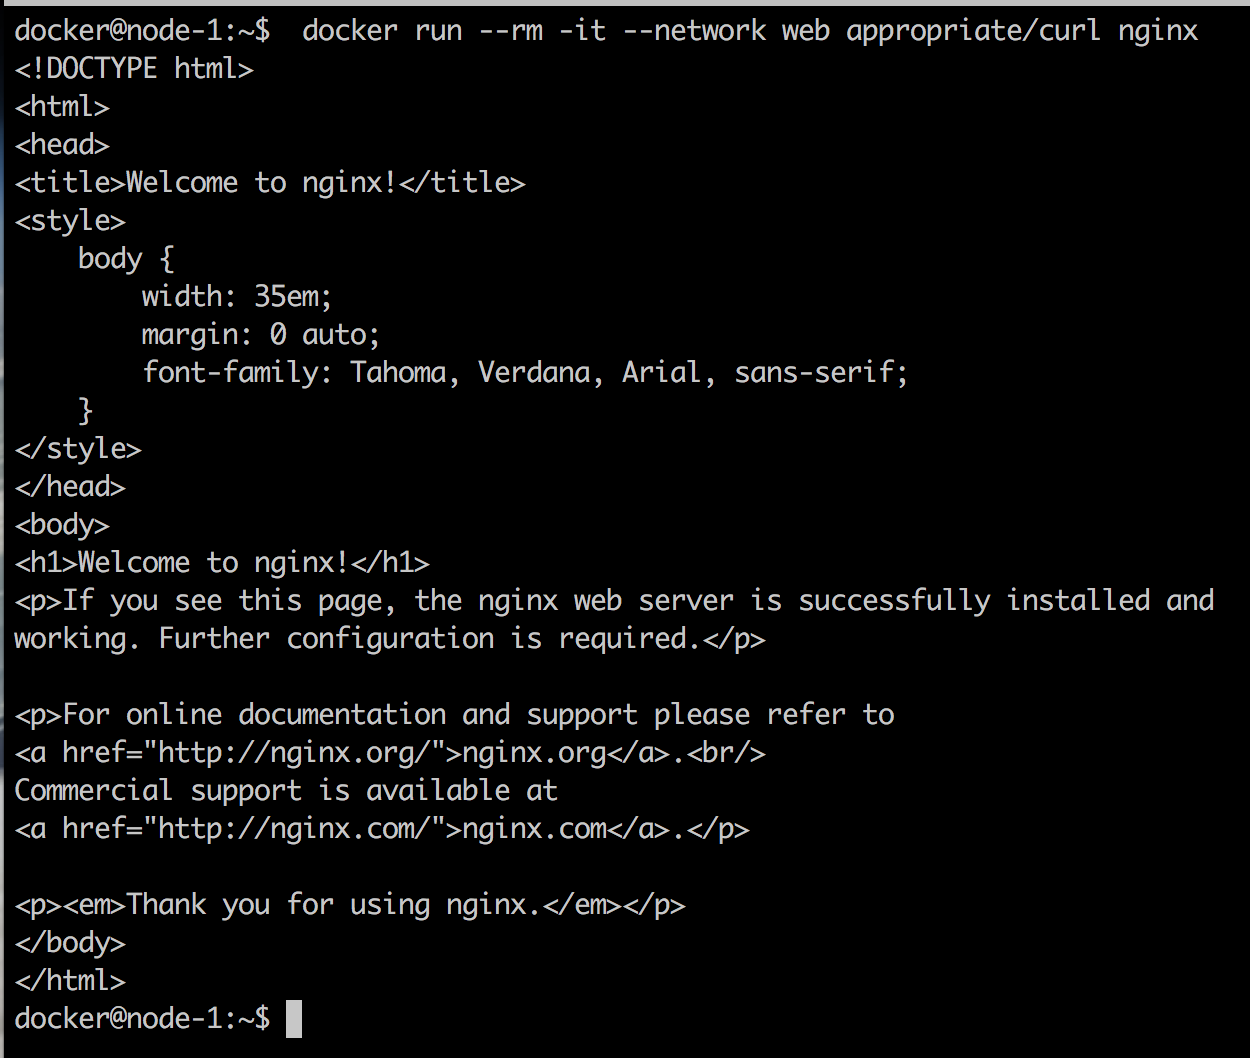 docker@node-1:~$  docker run --rm -it --network web appropriate/curl nginx
<!DOCTYPE html>
<html>
<head>
<title>Welcome to nginx!</title>
<style>
    body {
        width: 35em;
        margin: 0 auto;
        font-family: Tahoma, Verdana, Arial, sans-serif;
    }
</style>
</head>
<body>
<h1>Welcome to nginx!</h1>
<p>If you see this page, the nginx web server is successfully installed and
working. Further configuration is required.</p>

<p>For online documentation and support please refer to
<a href="http://nginx.org/">nginx.org</a>.<br/>
Commercial support is available at
<a href="http://nginx.com/">nginx.com</a>.</p>

<p><em>Thank you for using nginx.</em></p>
</body>
</html>
docker@node-1:~$